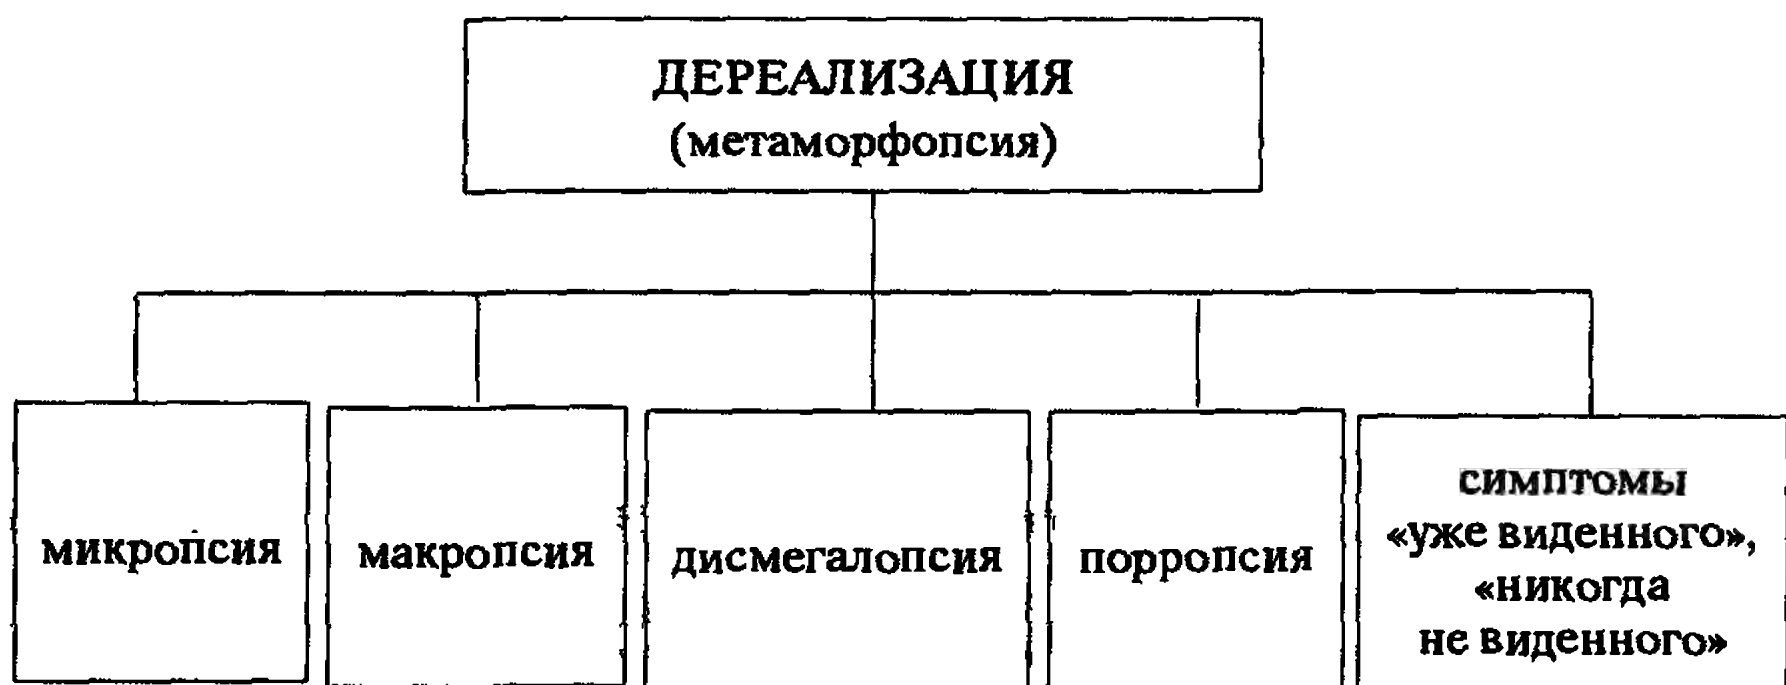 ДЕРЕАЛИЗАЦИЯ
(метаморфопсия)
микропсия
макропсия
дисмегалопсия
порропсия
симптомы
«уже виденного»,
«никогда
не виденного»